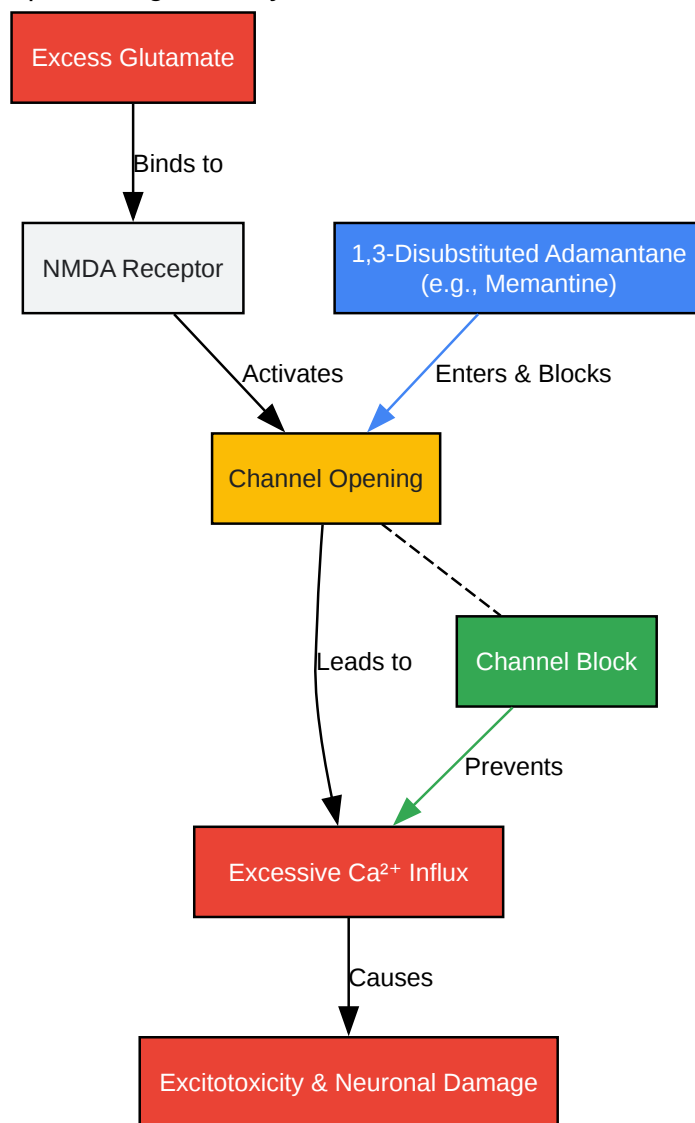 Excess Glutamate
Binds to
NMDA Receptor
1,3-Disubstituted Adamantane
(e.g., Memantine)
Activates
Enters & Blocks
Channel Opening
Leads to
Channel Block
Prevents
Excessive Ca²⁺ Influx
Causes
Excitotoxicity & Neuronal Damage